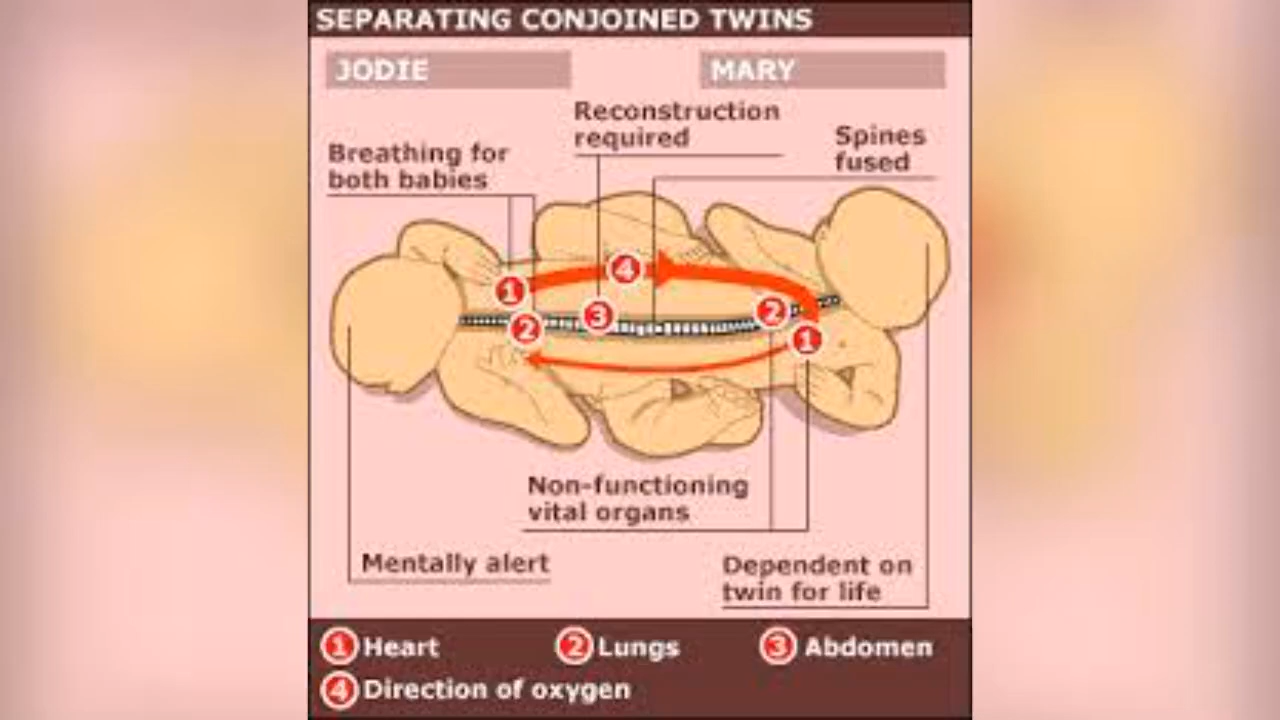 SEPARATING CONJOINED TWINS
JODIE
MARY
Reconstruction
required
Spines
fused
Breathing for
both babies
4
1
3
2
2
1
Non-functioning
vital organs
Mentally alert
Dependent on
twin for life
1 Heart
2 Lungs
3 Abdomen
4 Direction of oxygen